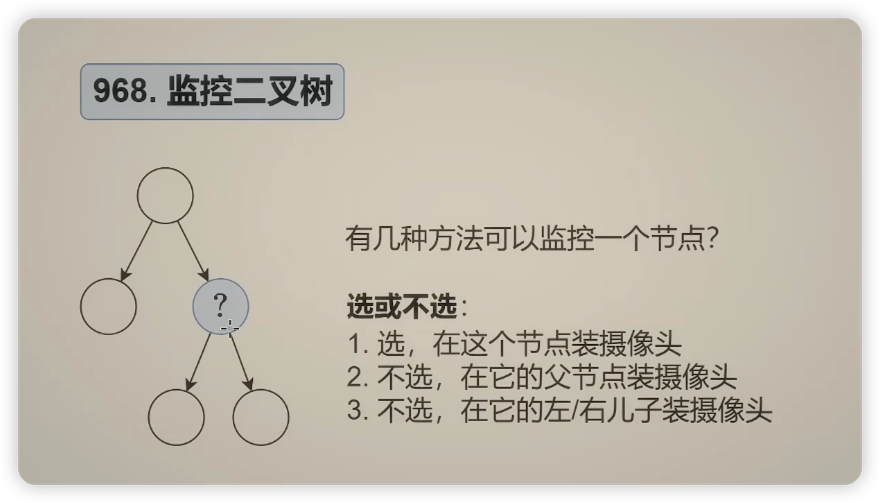 968. 监控二叉树
有几种方法可以监控一个节点？
?
选或不选：
1. 选，在这个节点装摄像头
2. 不选，在它的父节点装摄像头
3. 不选，在它的左/右儿子装摄像头